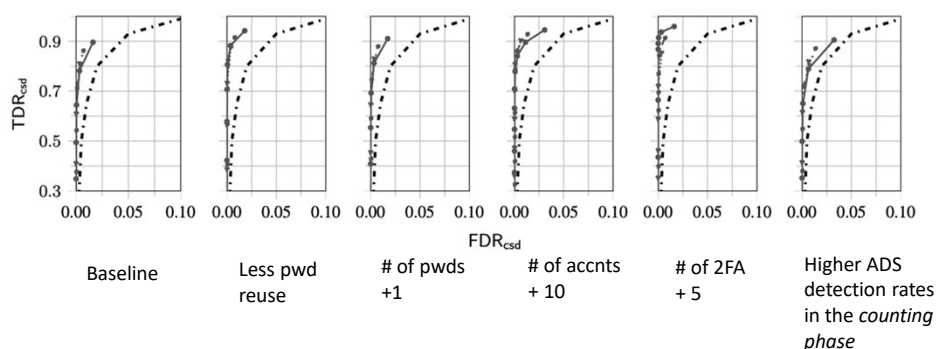 TDRcsd
0.9
0.7
0.5
0.3
0.00 0.05 0.10
0.00 0.05 0.10
0.00 0.05 0.10
0.00 0.05 0.10
0.00 0.05 0.10
0.00 0.05 0.10
FDRcsd
Baseline
Less pwd
reuse
# of pwds
+1
# of accnts
+ 10
# of 2FA
+ 5
Higher ADS
detection rates
in the counting
phase